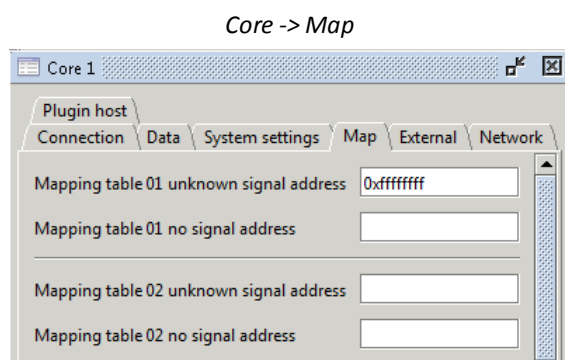 Core -> Map
Core 1
Plugin host
Connection Data System settings Map External Network
Mapping table 01 unknown signal address 0xffffffff
Mapping table 01 no signal address
Mapping table 02 unknown signal address
Mapping table 02 no signal address